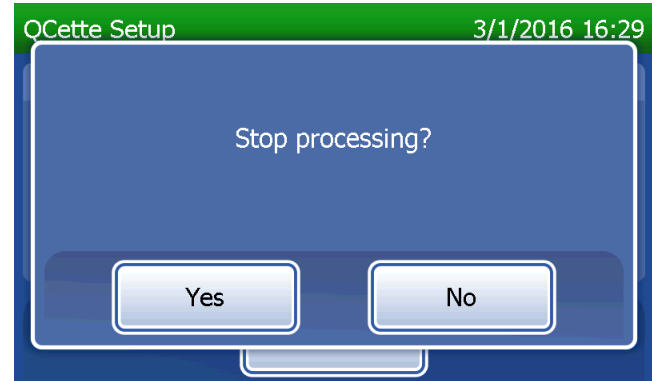 QCette Setup 3/1/2016 16:29
Stop processing?
Yes No